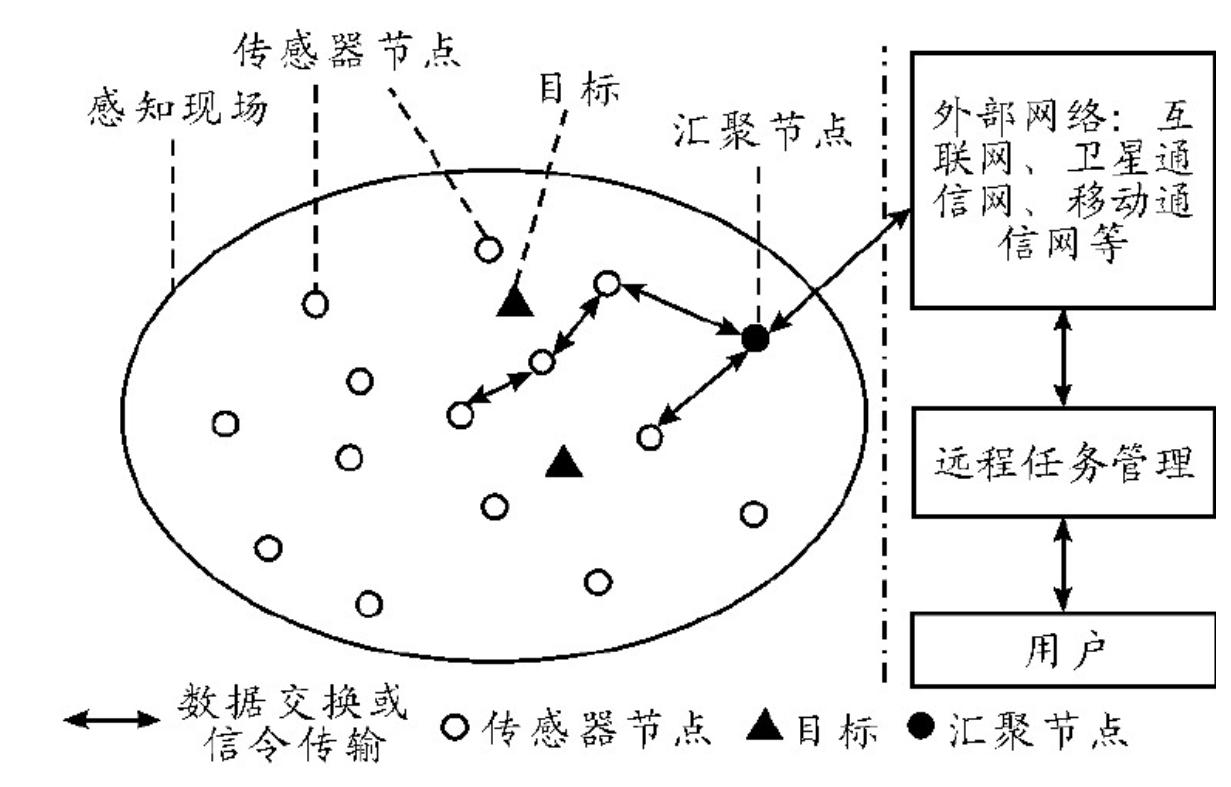 传感器节点
目标
感知现场
汇聚节点
外部网络：互
联网、卫星通
信网、移动通
信网等
远程任务管理
用户
数据交换或
信令传输
传感器节点
目标
汇聚节点